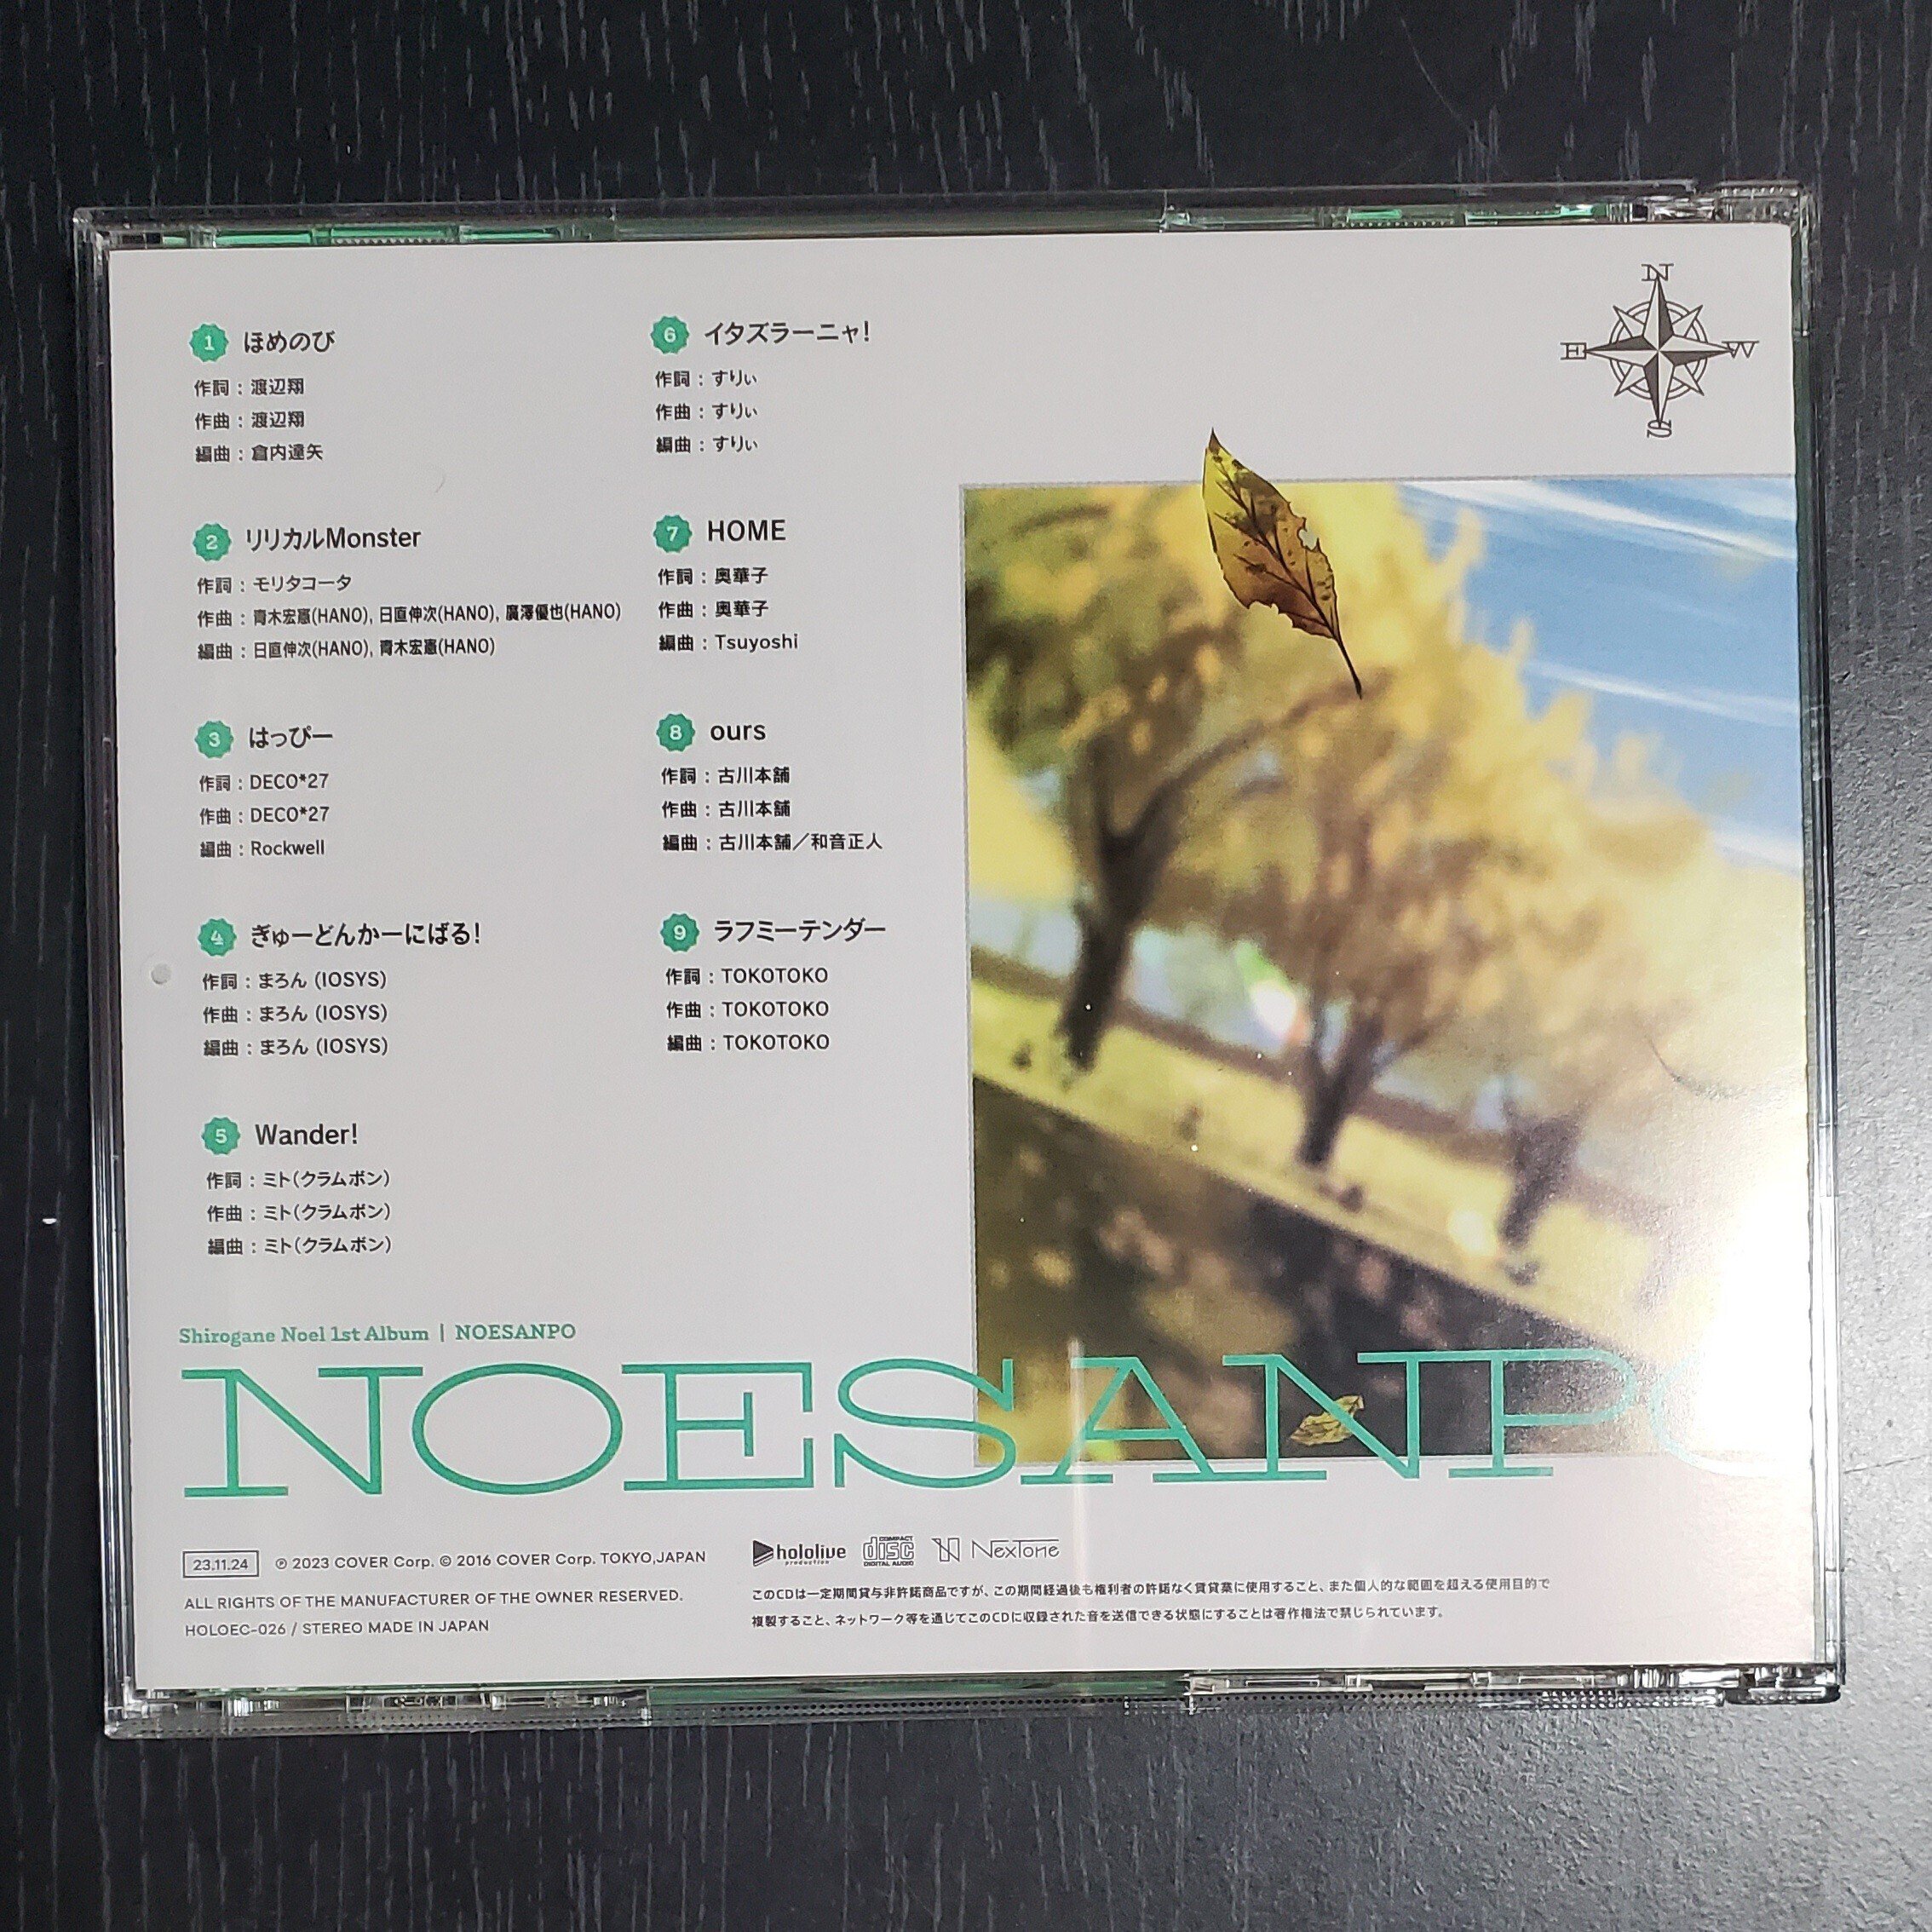 1 ほめのび
作詞：渡辺翔
作曲：渡辺翔
編曲：倉内達矢
2 リリカルMonster
作詞：モリタコータ
作曲：青木宏憲(HANO), 日直伸次(HANO), 廣澤優也(HANO)
編曲：日直伸次(HANO), 青木宏憲(HANO)
3 はっぴー
作詞：DECO*27
作曲：DECO*27
編曲：Rockwell
4 ぎゅーどんかーにばる!
作詞：まろん (IOSYS)
作曲：まろん (IOSYS)
編曲：まろん (IOSYS)
5 Wander!
作詞：ミト(クラムボン)
作曲：ミト(クラムボン)
編曲：ミト(クラムボン)
6 イタズラーニャ!
作詞：すりぃ
作曲：すりぃ
編曲：すりぃ
7 HOME
作詞：奥華子
作曲：奥華子
編曲：Tsuyoshi
8 ours
作詞：古川本舗
作曲：古川本舗
編曲：古川本舗／和音正人
9 ラフミーテンダー
作詞：TOKOTOKO
作曲：TOKOTOKO
編曲：TOKOTOKO
N
E W
S
Shirogane Noel 1st Album | NOESANPO
NOESANPO
23.11.24 ℗ 2023 COVER Corp. © 2016 COVER Corp. TOKYO,JAPAN
ALL RIGHTS OF THE MANUFACTURER OF THE OWNER RESERVED.
HOLOEC-026 / STEREO MADE IN JAPAN
hololive production COMPACT disc DIGITAL AUDIO NexTone
このCDは一定期間貸与非許諾商品ですが、この期間経過後も権利者の許諾なく賃貸業に使用すること、また個人的な範囲を超える使用目的で
複製すること、ネットワーク等を通じてこのCDに収録された音を送信できる状態にすることは著作権法で禁じられています。